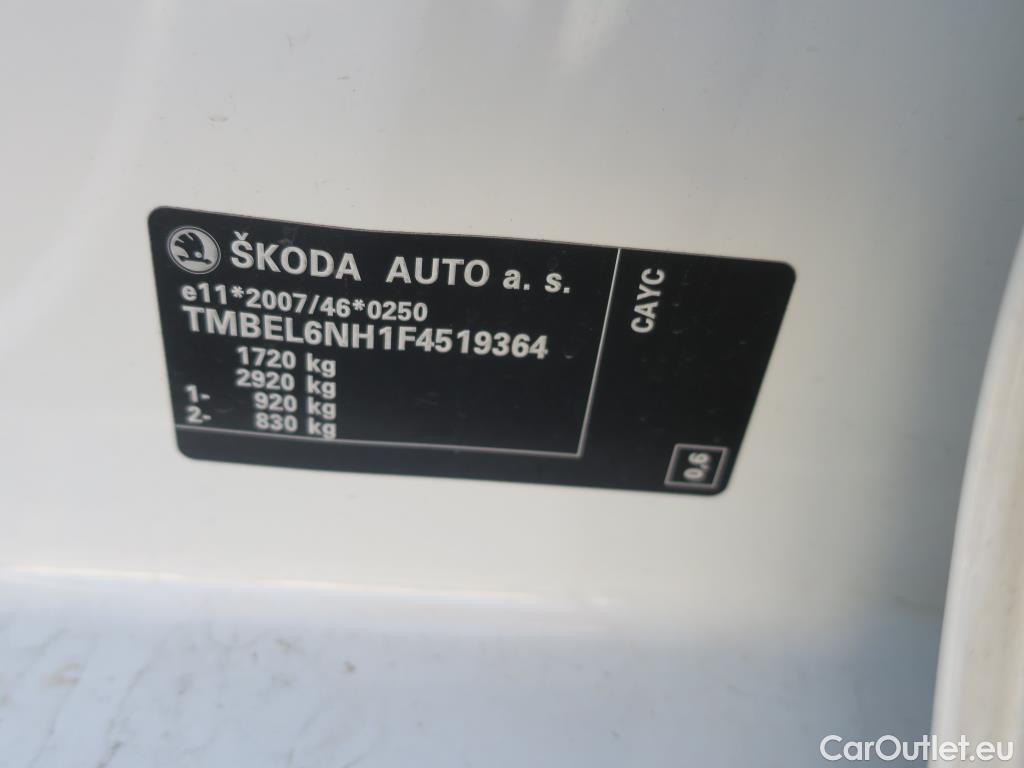 ŠKODA AUTO a. s.
e11*2007/46*0250
TMBEL6NH1F4519364
1720 kg
2920 kg
1- 920 kg
2- 830 kg
CAYC
0,6
CarOutlet.eu